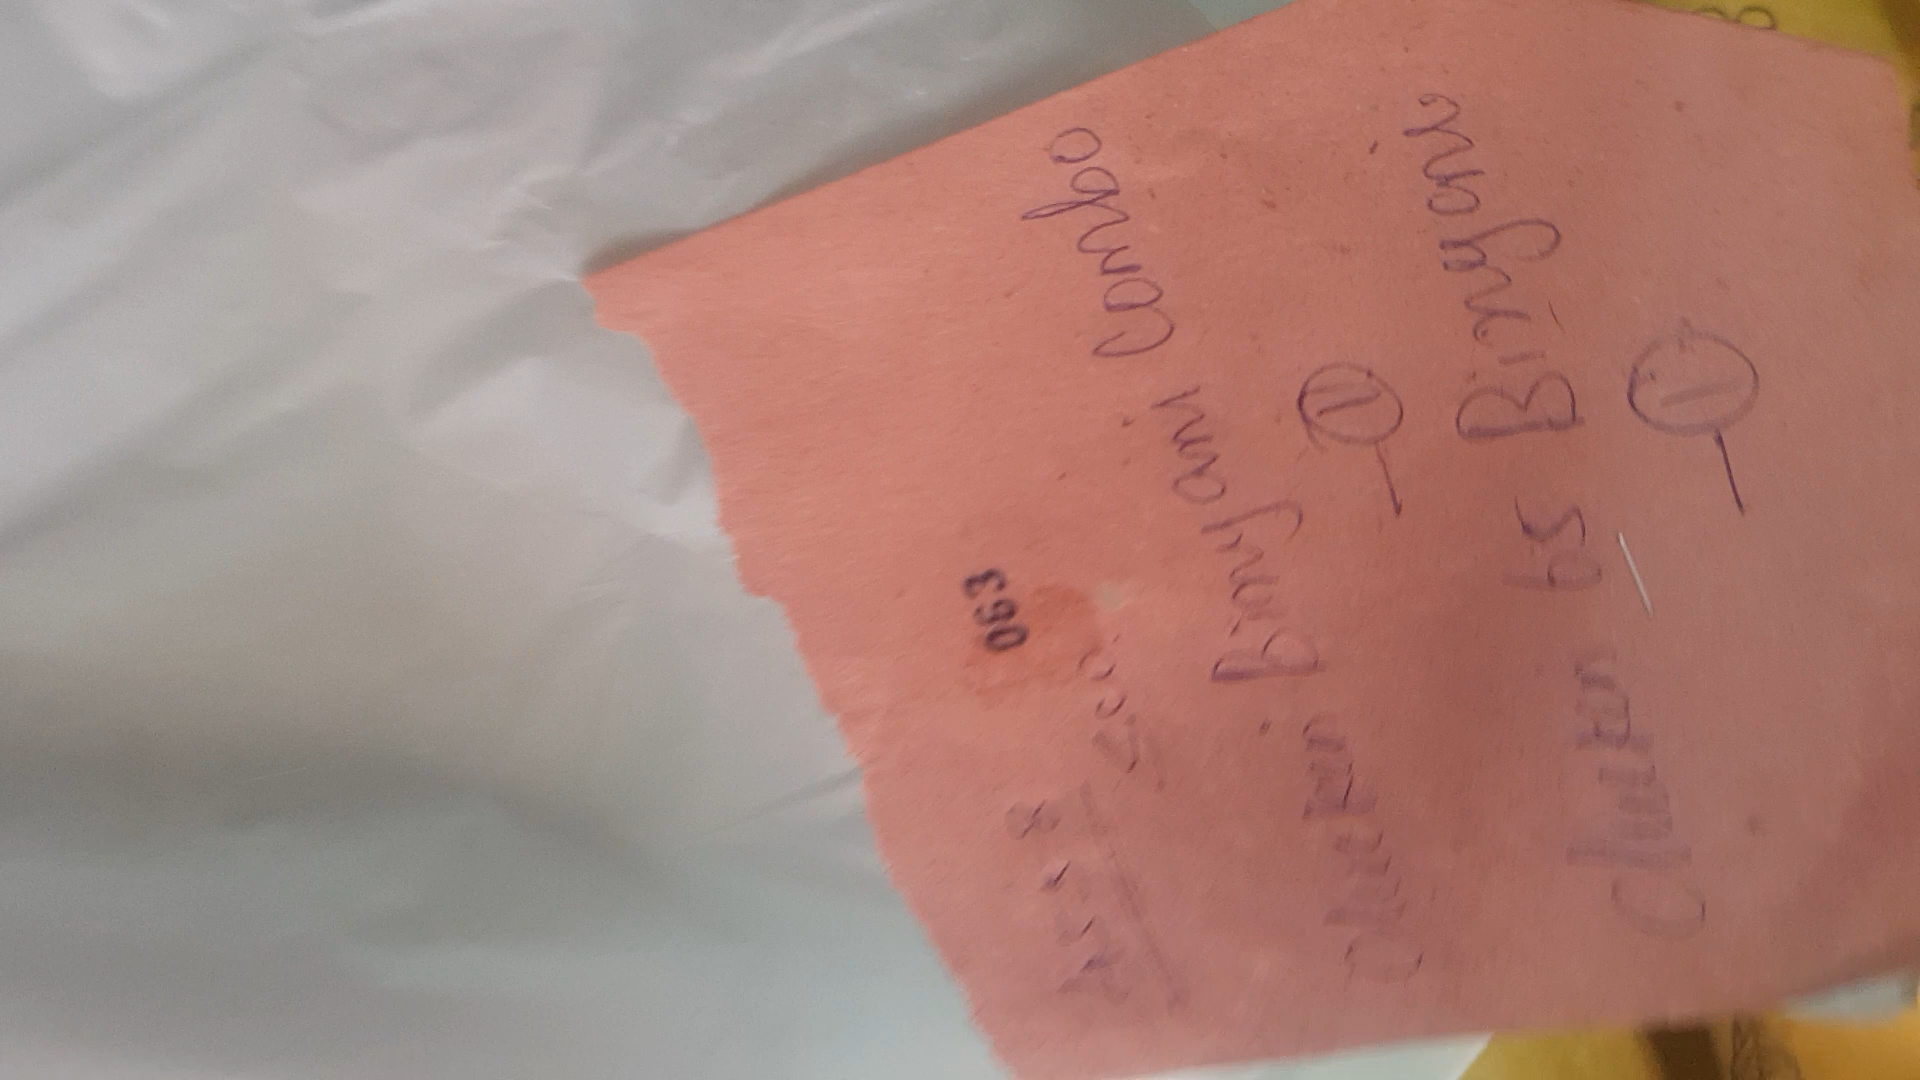 063
Chicken Biryani Combo
— 1
Chicken bs Biryani
— 1